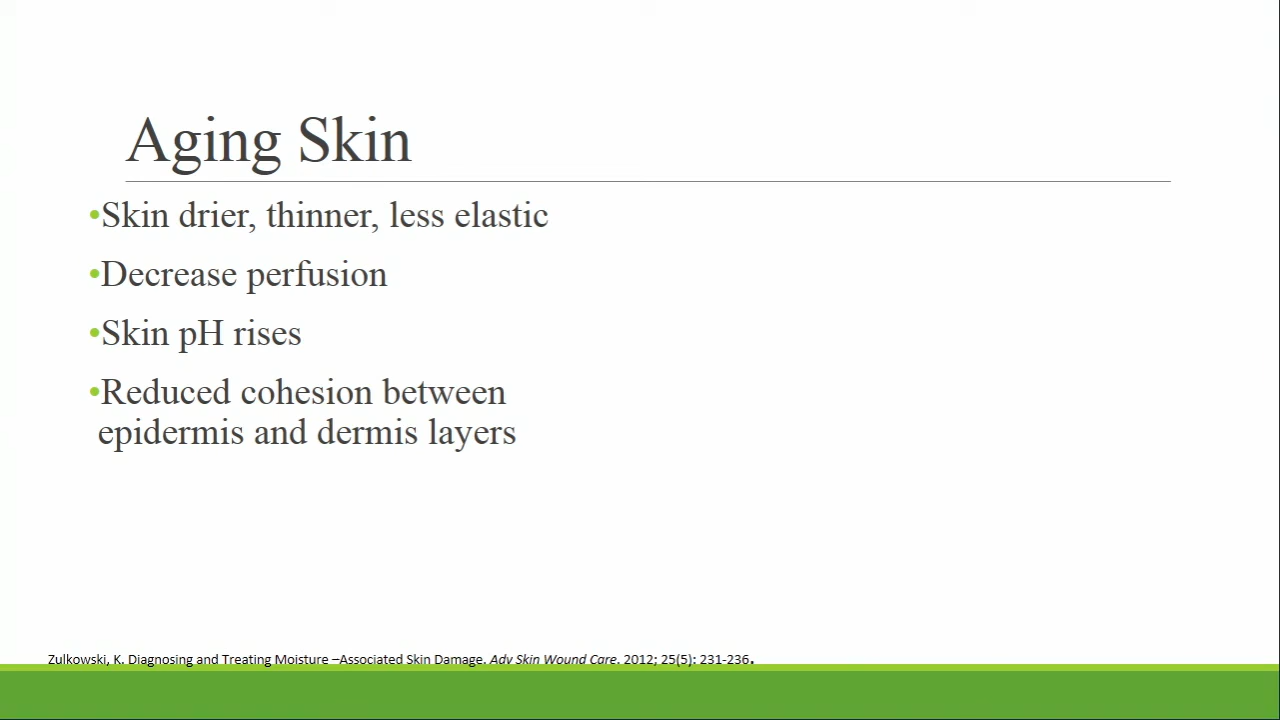 Aging Skin
•Skin drier, thinner, less elastic
•Decrease perfusion
•Skin pH rises
•Reduced cohesion between
epidermis and dermis layers
Zulkowski, K. Diagnosing and Treating Moisture –Associated Skin Damage. Adv Skin Wound Care. 2012; 25(5): 231-236.